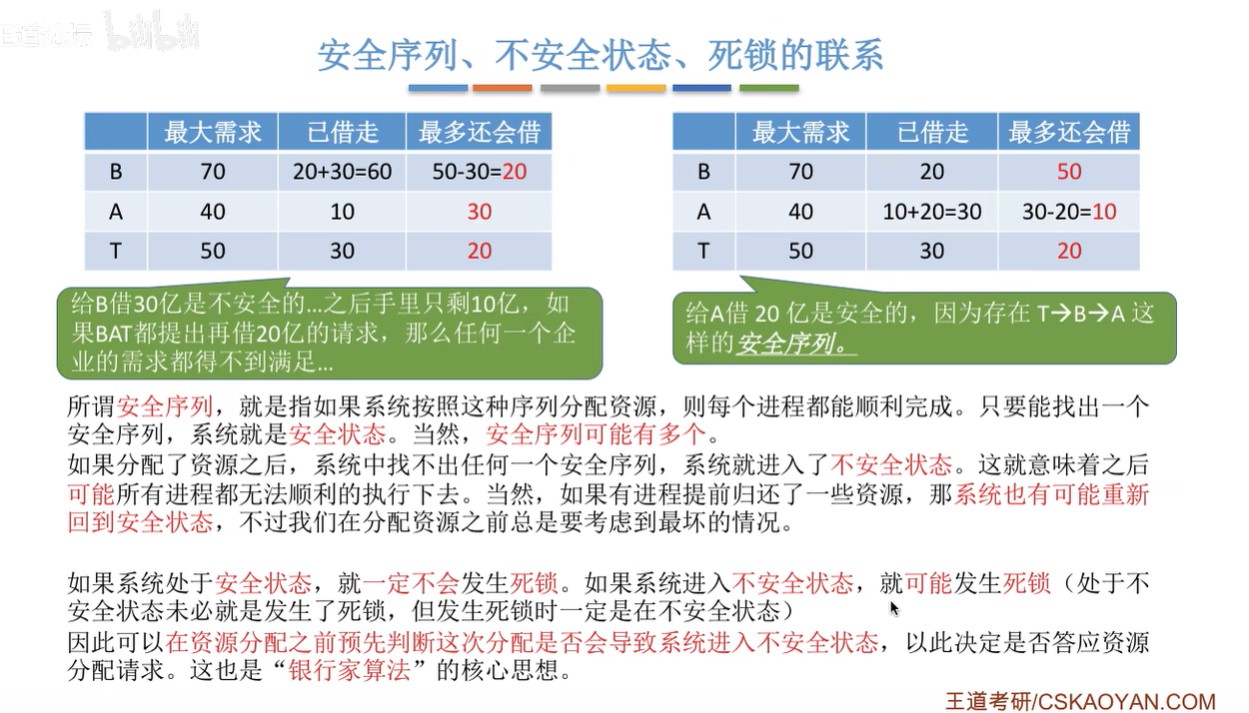 安全序列、不安全状态、死锁的联系
最大需求 已借走 最多还会借
B 70 20+30=60 50-30=20
A 40 10 30
T 50 30 20
给B借30亿是不安全的…之后手里只剩10亿，如
果BAT都提出再借20亿的请求，那么任何一个企
业的需求都得不到满足…
最大需求 已借走 最多还会借
B 70 20 50
A 40 10+20=30 30-20=10
T 50 30 20
给A借 20 亿是安全的，因为存在 T→B→A 这
样的安全序列。
所谓安全序列，就是指如果系统按照这种序列分配资源，则每个进程都能顺利完成。只要能找出一个
安全序列，系统就是安全状态。当然，安全序列可能有多个。
如果分配了资源之后，系统中找不出任何一个安全序列，系统就进入了不安全状态。这就意味着之后
可能所有进程都无法顺利的执行下去。当然，如果有进程提前归还了一些资源，那系统也有可能重新
回到安全状态，不过我们在分配资源之前总是要考虑到最坏的情况。
如果系统处于安全状态，就一定不会发生死锁。如果系统进入不安全状态，就可能发生死锁（处于不
安全状态未必就是发生了死锁，但发生死锁时一定是在不安全状态）
因此可以在资源分配之前预先判断这次分配是否会导致系统进入不安全状态，以此决定是否答应资源
分配请求。这也是“银行家算法”的核心思想。
王道考研/CSKAOYAN.COM